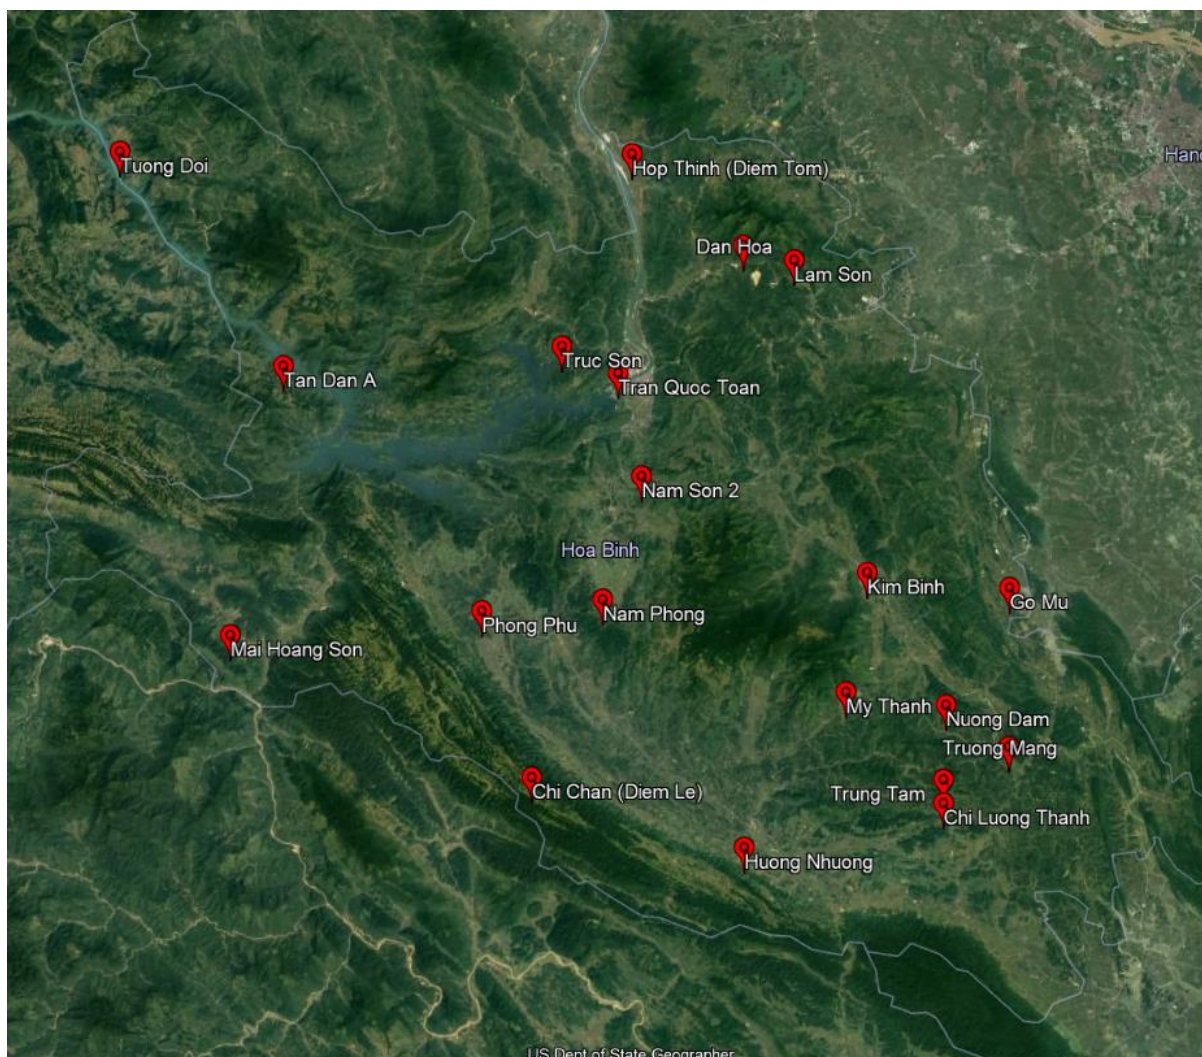 Hano
Tuong Doi
Hop Thinh (Diem Tom)
Dan Hoa
Lam Son
Truc Son
Tan Dan A
Tran Quoc Toan
Nam Son 2
Hoa Binh
Kim Binh
Go Mu
Nam Phong
Phong Phu
Mai Hoang Son
My Thanh
Nuong Dam
Truong Mang
Chi Chan (Diem Le)
Trung Tam
Chi Luong Thanh
Huong Nhuong
US Dept of State Geographer